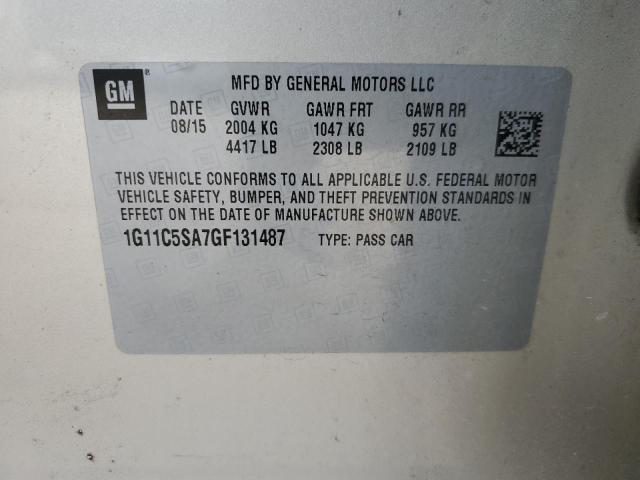 GM
MFD BY GENERAL MOTORS LLC
DATE GVWR GAWR FRT GAWR RR
08/15 2004 KG 1047 KG 957 KG
4417 LB 2308 LB 2109 LB
THIS VEHICLE CONFORMS TO ALL APPLICABLE U.S. FEDERAL MOTOR
VEHICLE SAFETY, BUMPER, AND THEFT PREVENTION STANDARDS IN
EFFECT ON THE DATE OF MANUFACTURE SHOWN ABOVE.
1G11C5SA7GF131487 TYPE: PASS CAR